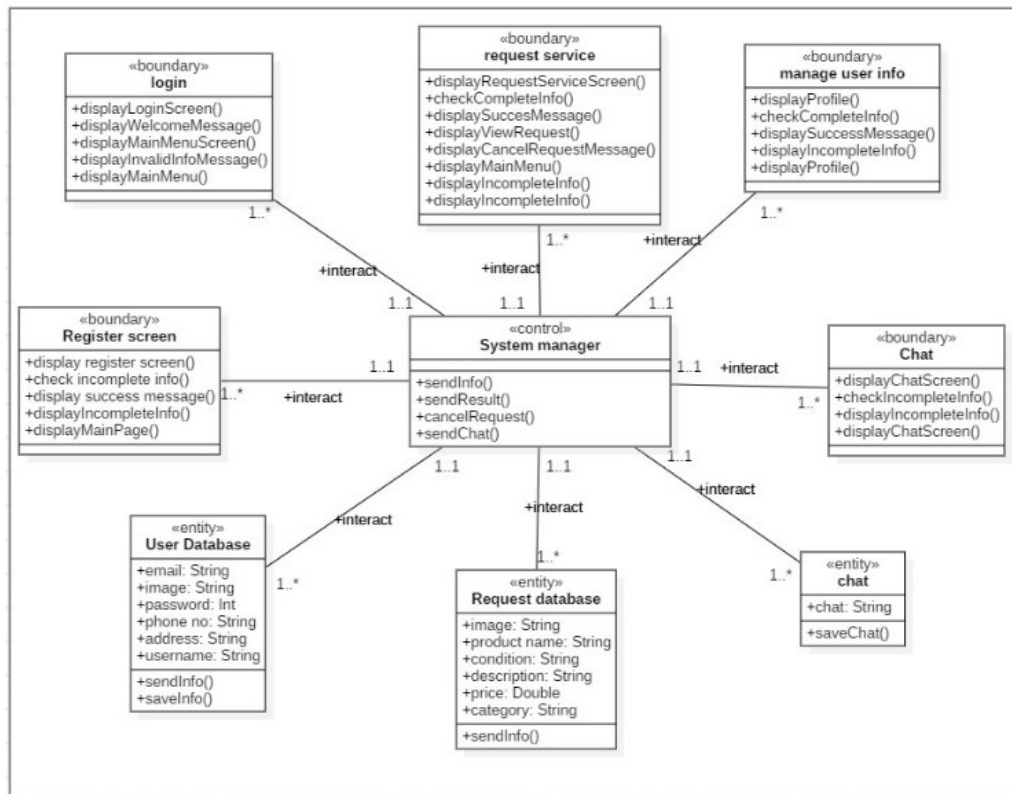 «boundary»
login
+displayLoginScreen()
+displayWelcomeMessage()
+displayMainMenuScreen()
+displayInvalidInfoMessage()
+displayMainMenu()
1..*
+interact
1..1
«boundary»
request service
+displayRequestServiceScreen()
+checkCompleteInfo()
+displaySuccesMessage()
+displayViewRequest()
+displayCancelRequestMessage()
+displayMainMenu()
+displayIncompleteInfo()
+displayIncompleteInfo()
1..*
+interact
1..1
«boundary»
manage user info
+displayProfile()
+checkCompleteInfo()
+displaySuccessMessage()
+displayIncompleteInfo()
+displayProfile()
1..*
+interact
1..1
«boundary»
Register screen
+display register screen()
+check incomplete info()
+display success message()
+displayIncompleteInfo()
+displayMainPage()
1..*
+interact
1..1
«control»
System manager
+sendInfo()
+sendResult()
+cancelRequest()
+sendChat()
1..1
+interact
1..*
«boundary»
Chat
+displayChatScreen()
+checkIncompleteInfo()
+displayIncompleteInfo()
+displayChatScreen()
1..1
+interact
1..*
«entity»
User Database
+email: String
+image: String
+password: Int
+phone no: String
+address: String
+username: String
+sendInfo()
+saveInfo()
1..1
+interact
1..*
«entity»
Request database
+image: String
+product name: String
+condition: String
+description: String
+price: Double
+category: String
+sendInfo()
1..1
+interact
1..*
«entity»
chat
+chat: String
+saveChat()